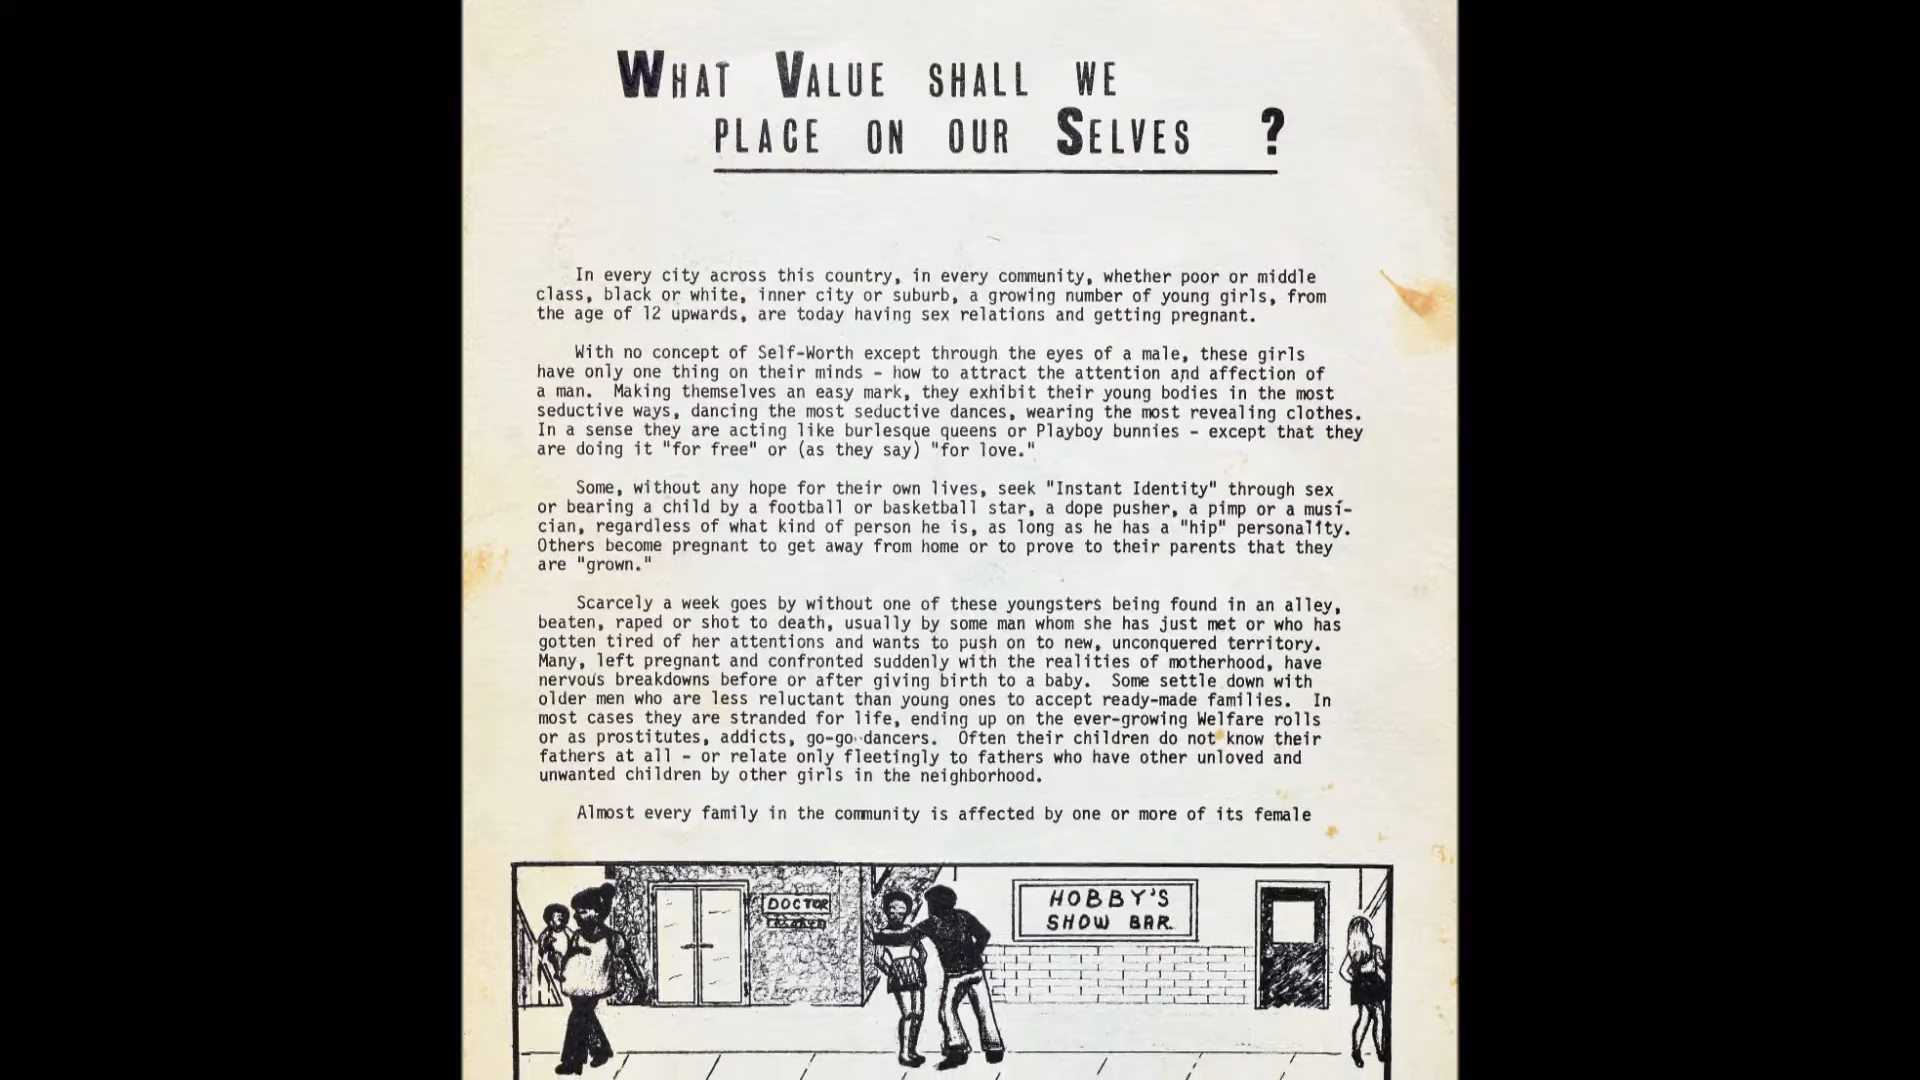 WHAT VALUE SHALL WE
PLACE ON OUR SELVES ?
In every city across this country, in every community, whether poor or middle
class, black or white, inner city or suburb, a growing number of young girls, from
the age of 12 upwards, are today having sex relations and getting pregnant.
With no concept of Self-Worth except through the eyes of a male, these girls
have only one thing on their minds - how to attract the attention and affection of
a man. Making themselves an easy mark, they exhibit their young bodies in the most
seductive ways, dancing the most seductive dances, wearing the most revealing clothes.
In a sense they are acting like burlesque queens or Playboy bunnies - except that they
are doing it "for free" or (as they say) "for love."
Some, without any hope for their own lives, seek "Instant Identity" through sex
or bearing a child by a football or basketball star, a dope pusher, a pimp or a musi-
cian, regardless of what kind of person he is, as long as he has a "hip" personality.
Others become pregnant to get away from home or to prove to their parents that they
are "grown."
Scarcely a week goes by without one of these youngsters being found in an alley,
beaten, raped or shot to death, usually by some man whom she has just met or who has
gotten tired of her attentions and wants to push on to new, unconquered territory.
Many, left pregnant and confronted suddenly with the realities of motherhood, have
nervous breakdowns before or after giving birth to a baby. Some settle down with
older men who are less reluctant than young ones to accept ready-made families. In
most cases they are stranded for life, ending up on the ever-growing Welfare rolls
or as prostitutes, addicts, go-go dancers. Often their children do not know their
fathers at all - or relate only fleetingly to fathers who have other unloved and
unwanted children by other girls in the neighborhood.
Almost every family in the community is affected by one or more of its female
DOCTOR
HOBBY'S
SHOW BAR